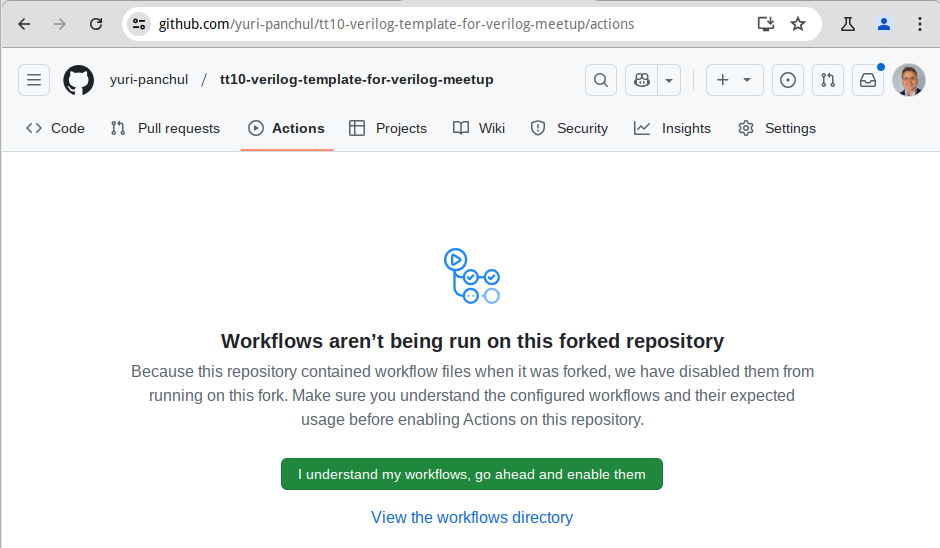 github.com/yuri-panchul/tt10-verilog-template-for-verilog-meetup/actions
yuri-panchul / tt10-verilog-template-for-verilog-meetup
Code Pull requests Actions Projects Wiki Security Insights Settings
Workflows aren’t being run on this forked repository
Because this repository contained workflow files when it was forked, we have disabled them from
running on this fork. Make sure you understand the configured workflows and their expected
usage before enabling Actions on this repository.
I understand my workflows, go ahead and enable them
View the workflows directory